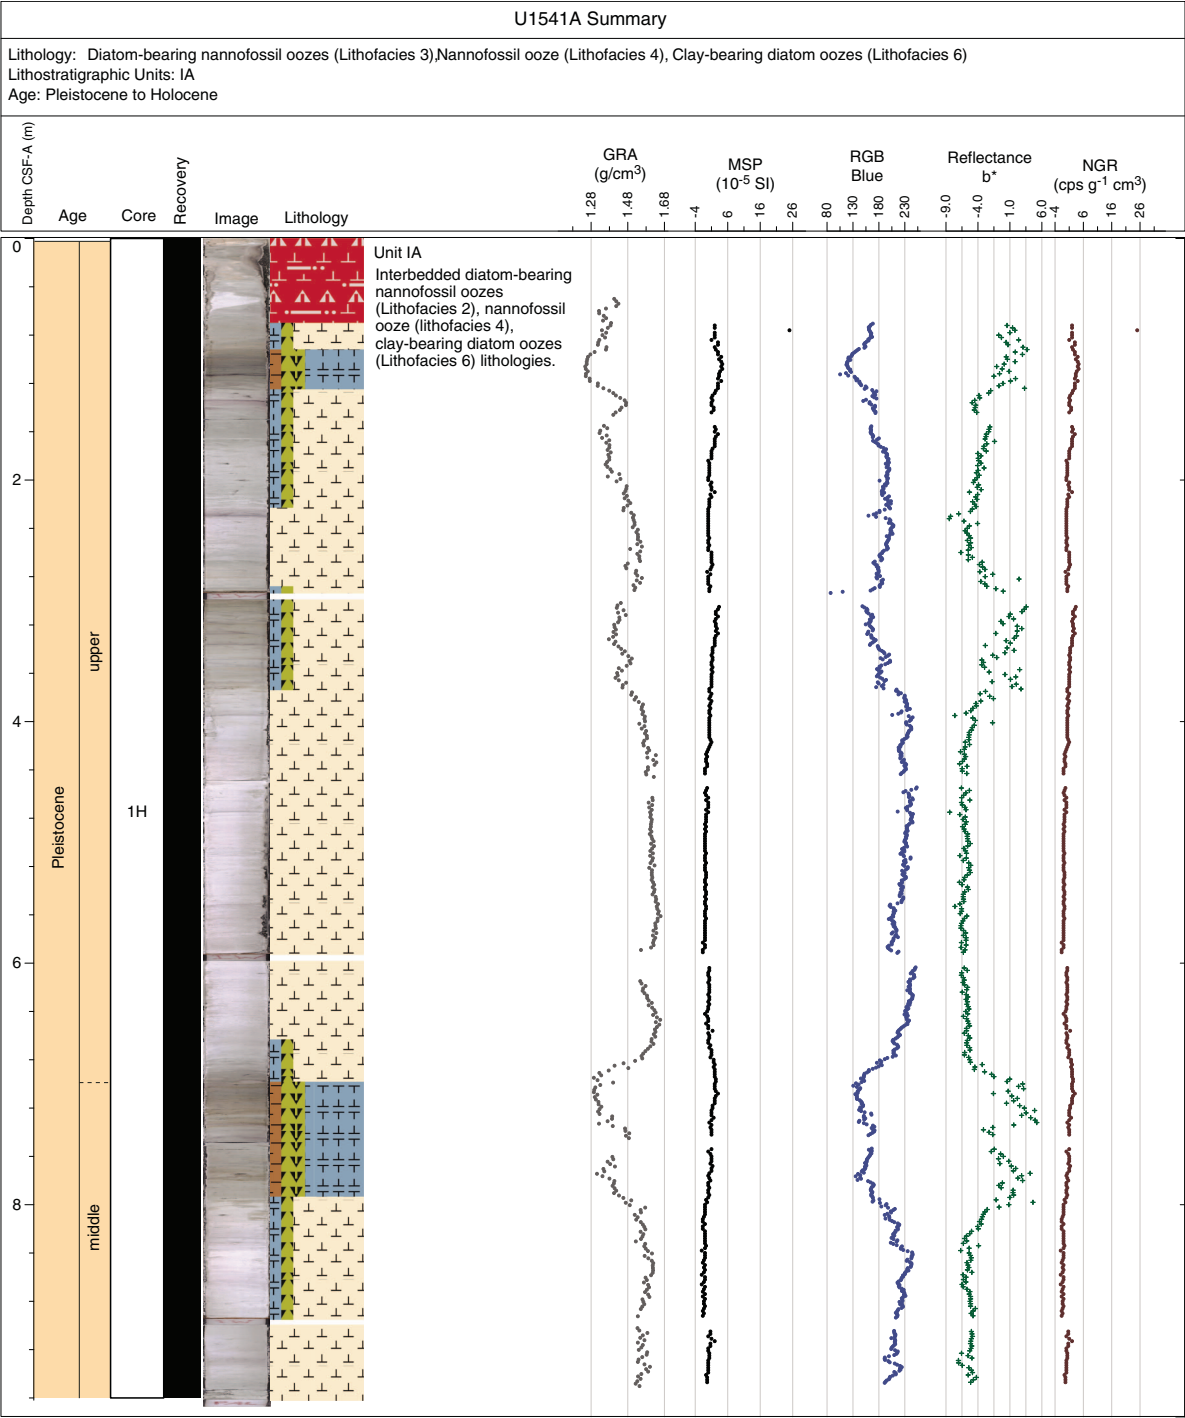 U1541A Summary
Lithology: Diatom-bearing nannofossil oozes (Lithofacies 3),Nannofossil ooze (Lithofacies 4), Clay-bearing diatom oozes (Lithofacies 6)
Lithostratigraphic Units: IA
Age: Pleistocene to Holocene
Depth CSF-A (m)
Age
Core
Recovery
Image
Lithology
GRA
(g/cm3)
1.28 1.48 1.68
MSP
(10-5 SI)
-4 6 16 26
RGB
Blue
80 130 180 230
Reflectance
b*
-9.0 -4.0 1.0 6.0
NGR
(cps g-1 cm3)
-4 6 16 26
0
2
4
6
8
Pleistocene
upper
middle
1H
Unit IA
Interbedded diatom-bearing
nannofossil oozes
(Lithofacies 2), nannofossil
ooze (lithofacies 4),
clay-bearing diatom oozes
(Lithofacies 6) lithologies.